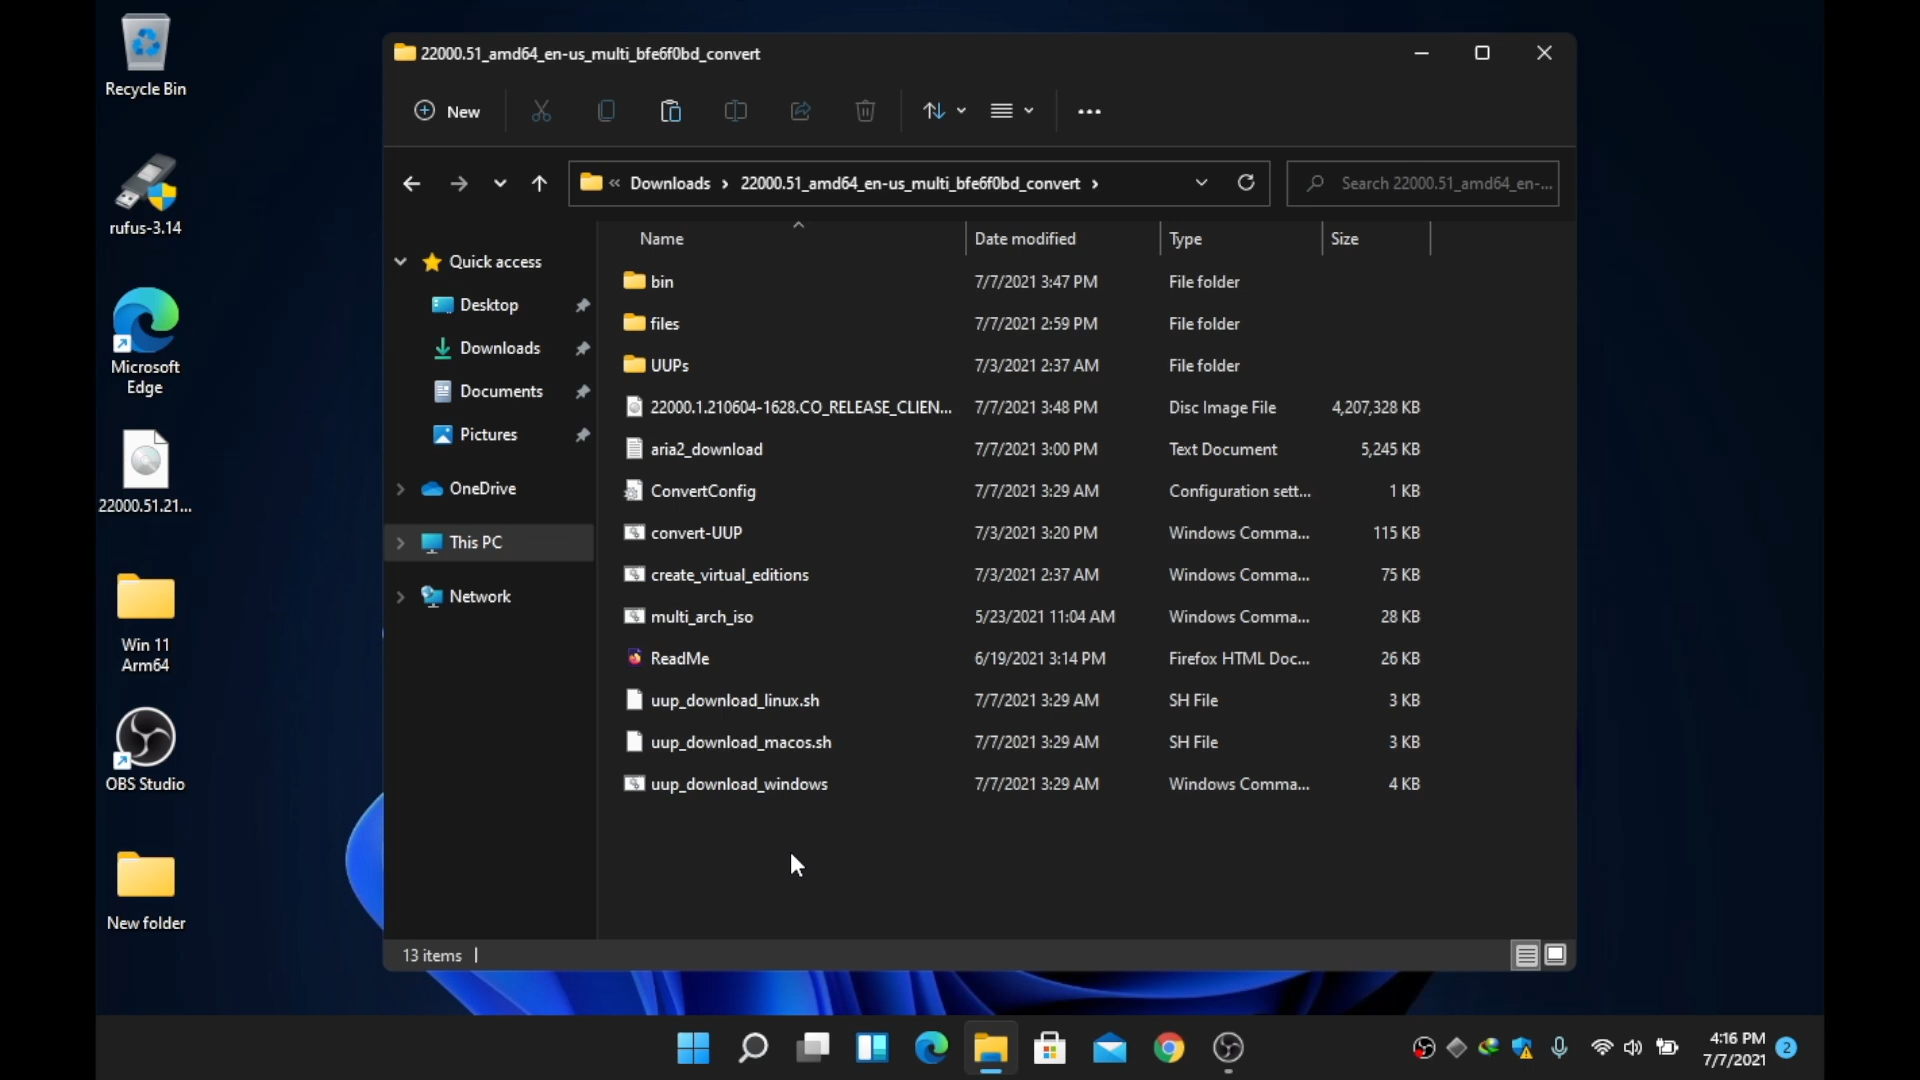 Recycle Bin
rufus-3.14
Microsoft
Edge
22000.51.21...
Win 11
Arm64
OBS Studio
New folder
22000.51_amd64_en-us_multi_bfe6f0bd_convert
New
« Downloads › 22000.51_amd64_en-us_multi_bfe6f0bd_convert ›
Search 22000.51_amd64_en-...
Quick access
Desktop
Downloads
Documents
Pictures
OneDrive
This PC
Network
Name Date modified Type Size
bin 7/7/2021 3:47 PM File folder
files 7/7/2021 2:59 PM File folder
UUPs 7/3/2021 2:37 AM File folder
22000.1.210604-1628.CO_RELEASE_CLIEN... 7/7/2021 3:48 PM Disc Image File 4,207,328 KB
aria2_download 7/7/2021 3:00 PM Text Document 5,245 KB
ConvertConfig 7/7/2021 3:29 AM Configuration sett... 1 KB
convert-UUP 7/3/2021 3:20 PM Windows Comma... 115 KB
create_virtual_editions 7/3/2021 2:37 AM Windows Comma... 75 KB
multi_arch_iso 5/23/2021 11:04 AM Windows Comma... 28 KB
ReadMe 6/19/2021 3:14 PM Firefox HTML Doc... 26 KB
uup_download_linux.sh 7/7/2021 3:29 AM SH File 3 KB
uup_download_macos.sh 7/7/2021 3:29 AM SH File 3 KB
uup_download_windows 7/7/2021 3:29 AM Windows Comma... 4 KB
13 items
4:16 PM
7/7/2021
2